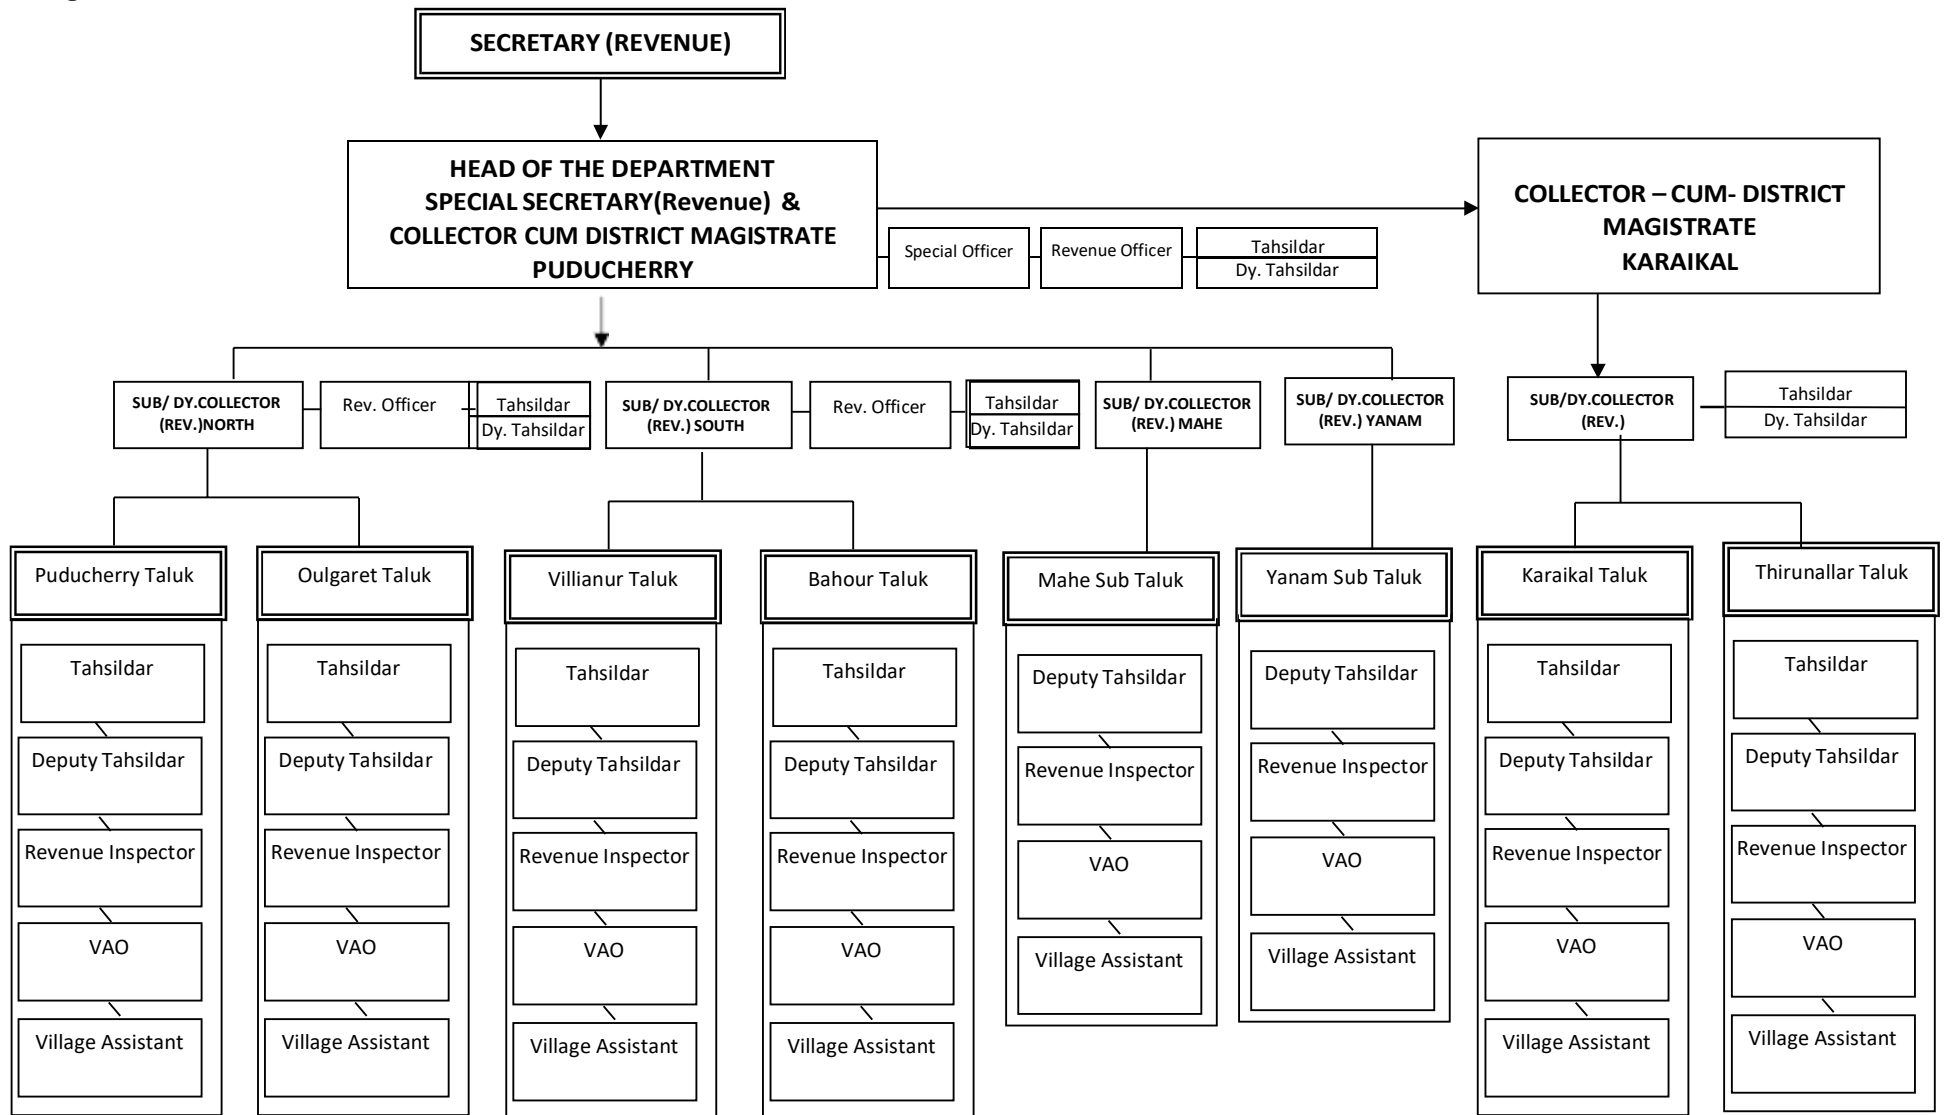 SECRETARY (REVENUE)
HEAD OF THE DEPARTMENT
SPECIAL SECRETARY(Revenue) &
COLLECTOR CUM DISTRICT MAGISTRATE
PUDUCHERRY
COLLECTOR – CUM- DISTRICT
MAGISTRATE
KARAIKAL
Special Officer
Revenue Officer
Tahsildar
Dy. Tahsildar
SUB/ DY.COLLECTOR
(REV.)NORTH
Rev. Officer
Tahsildar
Dy. Tahsildar
SUB/ DY.COLLECTOR
(REV.) SOUTH
Rev. Officer
Tahsildar
Dy. Tahsildar
SUB/ DY.COLLECTOR
(REV.) MAHE
SUB/ DY.COLLECTOR
(REV.) YANAM
SUB/DY.COLLECTOR
(REV.)
Tahsildar
Dy. Tahsildar
Puducherry Taluk
Tahsildar
Deputy Tahsildar
Revenue Inspector
VAO
Village Assistant
Oulgaret Taluk
Tahsildar
Deputy Tahsildar
Revenue Inspector
VAO
Village Assistant
Villianur Taluk
Tahsildar
Deputy Tahsildar
Revenue Inspector
VAO
Village Assistant
Bahour Taluk
Tahsildar
Deputy Tahsildar
Revenue Inspector
VAO
Village Assistant
Mahe Sub Taluk
Deputy Tahsildar
Revenue Inspector
VAO
Village Assistant
Yanam Sub Taluk
Deputy Tahsildar
Revenue Inspector
VAO
Village Assistant
Karaikal Taluk
Tahsildar
Deputy Tahsildar
Revenue Inspector
VAO
Village Assistant
Thirunallar Taluk
Tahsildar
Deputy Tahsildar
Revenue Inspector
VAO
Village Assistant